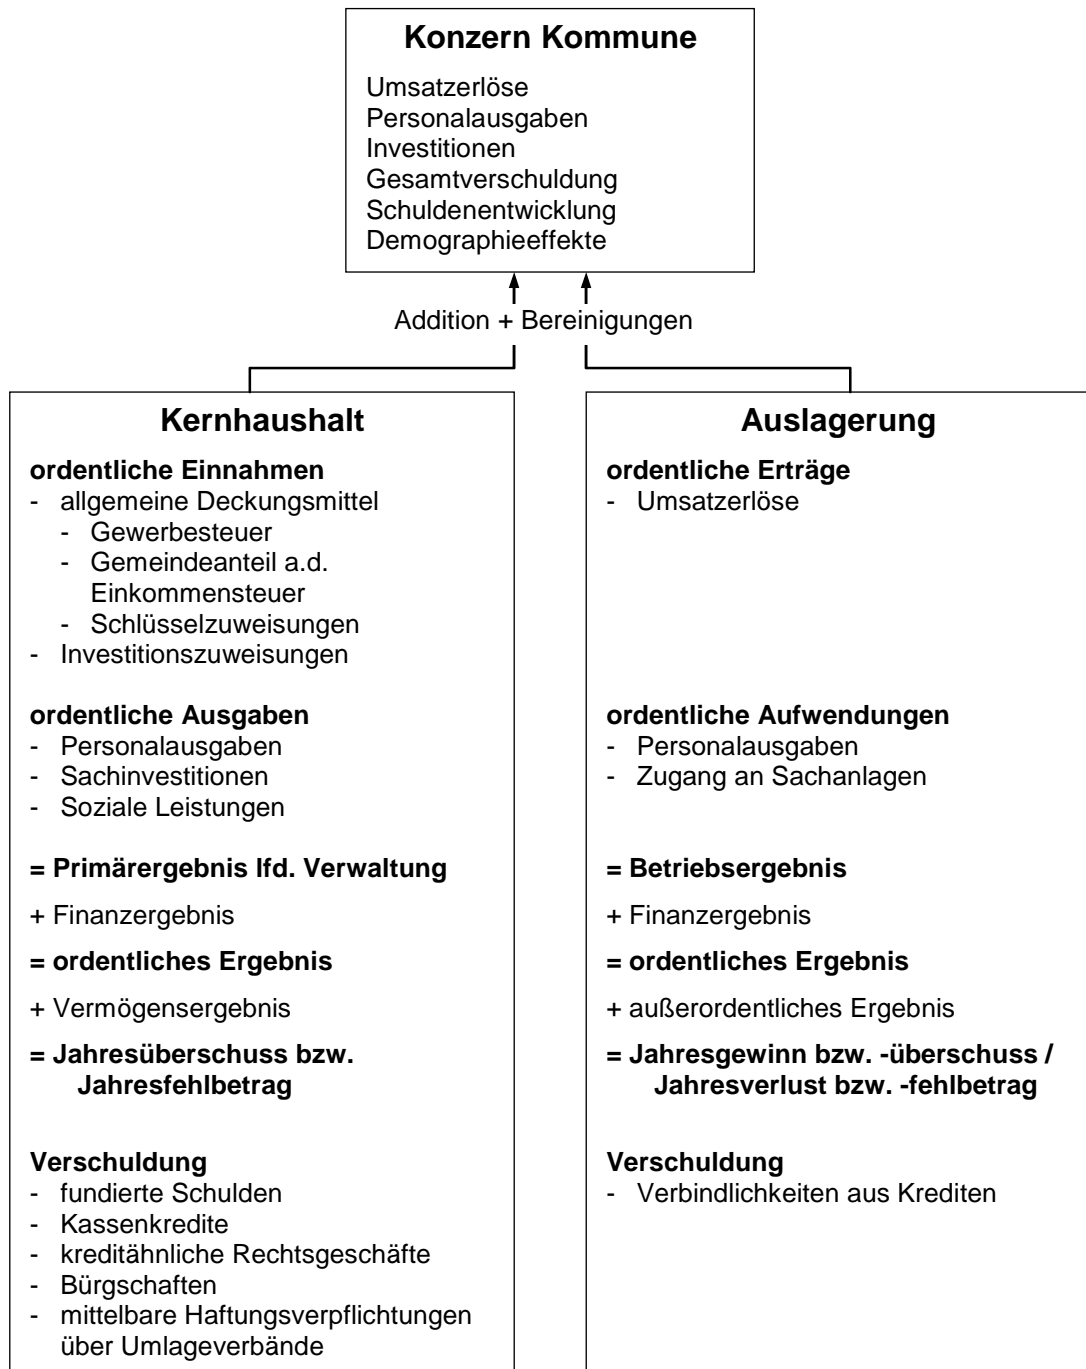 Konzern Kommune
Umsatzerlöse
Personalausgaben
Investitionen
Gesamtverschuldung
Schuldenentwicklung
Demographieeffekte
Addition + Bereinigungen
Kernhaushalt
ordentliche Einnahmen
- allgemeine Deckungsmittel
- Gewerbesteuer
- Gemeindeanteil a.d.
Einkommensteuer
- Schlüsselzuweisungen
- Investitionszuweisungen
ordentliche Ausgaben
- Personalausgaben
- Sachinvestitionen
- Soziale Leistungen
= Primärergebnis lfd. Verwaltung
+ Finanzergebnis
= ordentliches Ergebnis
+ Vermögensergebnis
= Jahresüberschuss bzw.
Jahresfehlbetrag
Verschuldung
- fundierte Schulden
- Kassenkredite
- kreditähnliche Rechtsgeschäfte
- Bürgschaften
- mittelbare Haftungsverpflichtungen
über Umlageverbände
Auslagerung
ordentliche Erträge
- Umsatzerlöse
ordentliche Aufwendungen
- Personalausgaben
- Zugang an Sachanlagen
= Betriebsergebnis
+ Finanzergebnis
= ordentliches Ergebnis
+ außerordentliches Ergebnis
= Jahresgewinn bzw. -überschuss /
Jahresverlust bzw. -fehlbetrag
Verschuldung
- Verbindlichkeiten aus Krediten